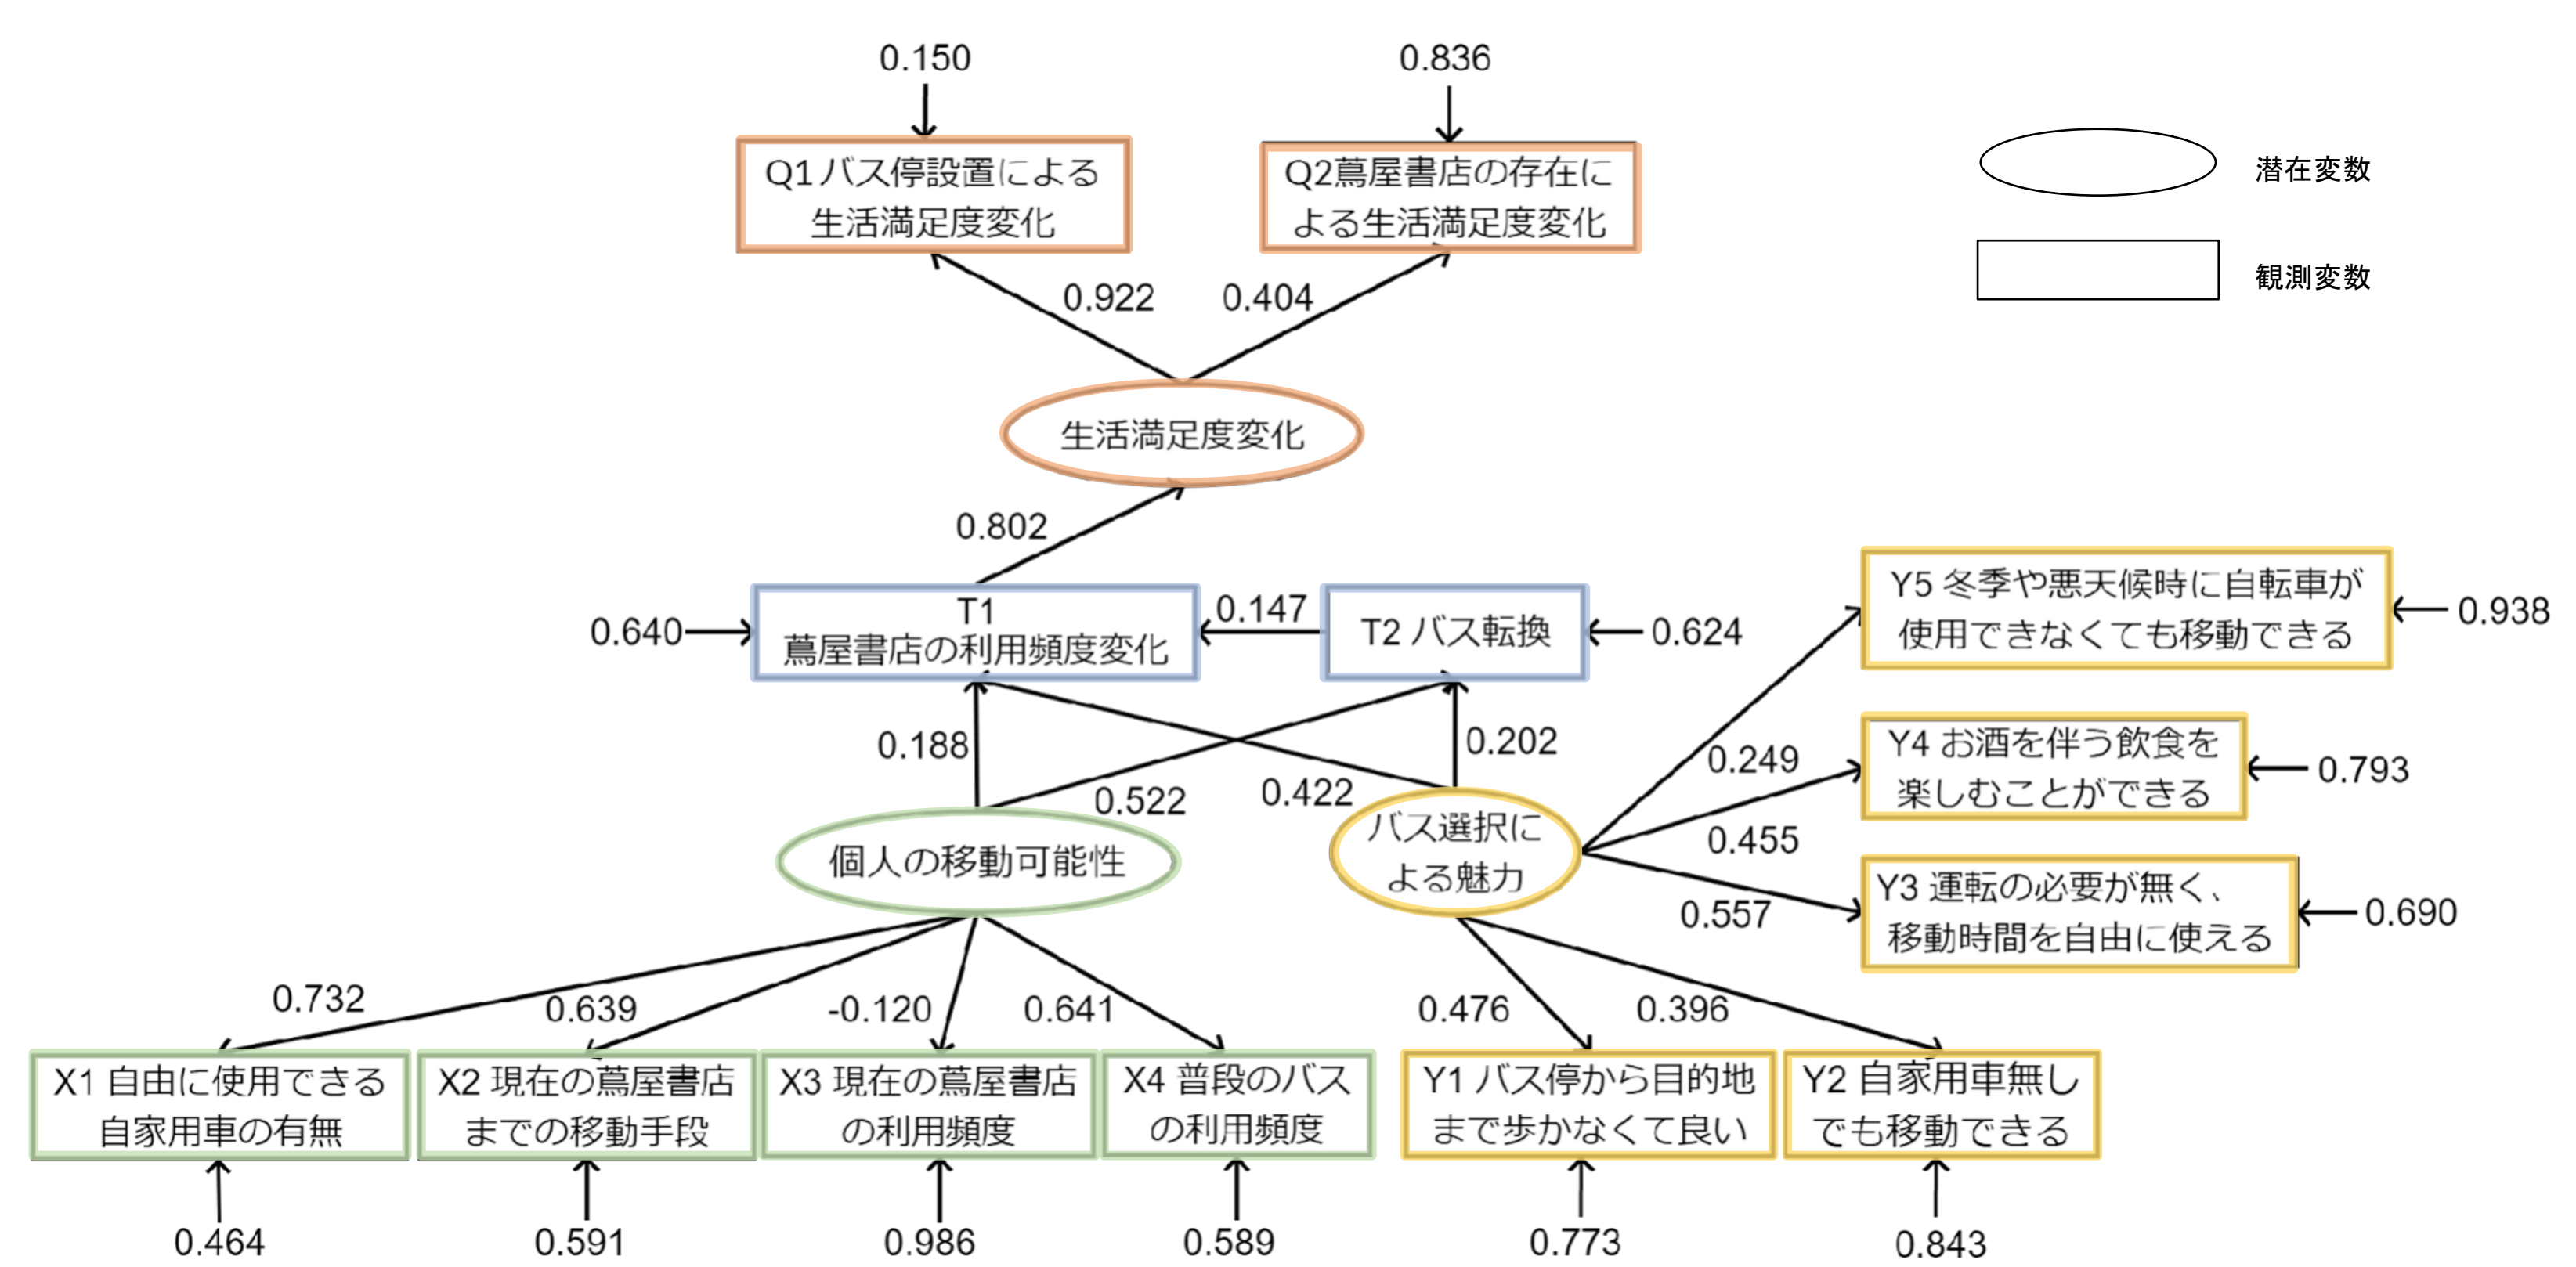 0.150
0.836
Q1 バス停設置による
生活満足度変化
Q2蔦屋書店の存在に
よる生活満足度変化
潜在変数
観測変数
0.922
0.404
生活満足度変化
0.802
0.640
T1
蔦屋書店の利用頻度変化
0.147
T2 バス転換
0.624
Y5 冬季や悪天候時に自転車が
使用できなくても移動できる
0.938
0.188
0.522
0.422
0.202
0.249
Y4 お酒を伴う飲食を
楽しむことができる
0.793
個人の移動可能性
バス選択に
よる魅力
0.455
0.557
Y3 運転の必要が無く、
移動時間を自由に使える
0.690
0.732
0.639
-0.120
0.641
0.476
0.396
X1 自由に使用できる
自家用車の有無
X2 現在の蔦屋書店
までの移動手段
X3 現在の蔦屋書店
の利用頻度
X4 普段のバス
の利用頻度
Y1 バス停から目的地
まで歩かなくて良い
Y2 自家用車無し
でも移動できる
0.464
0.591
0.986
0.589
0.773
0.843